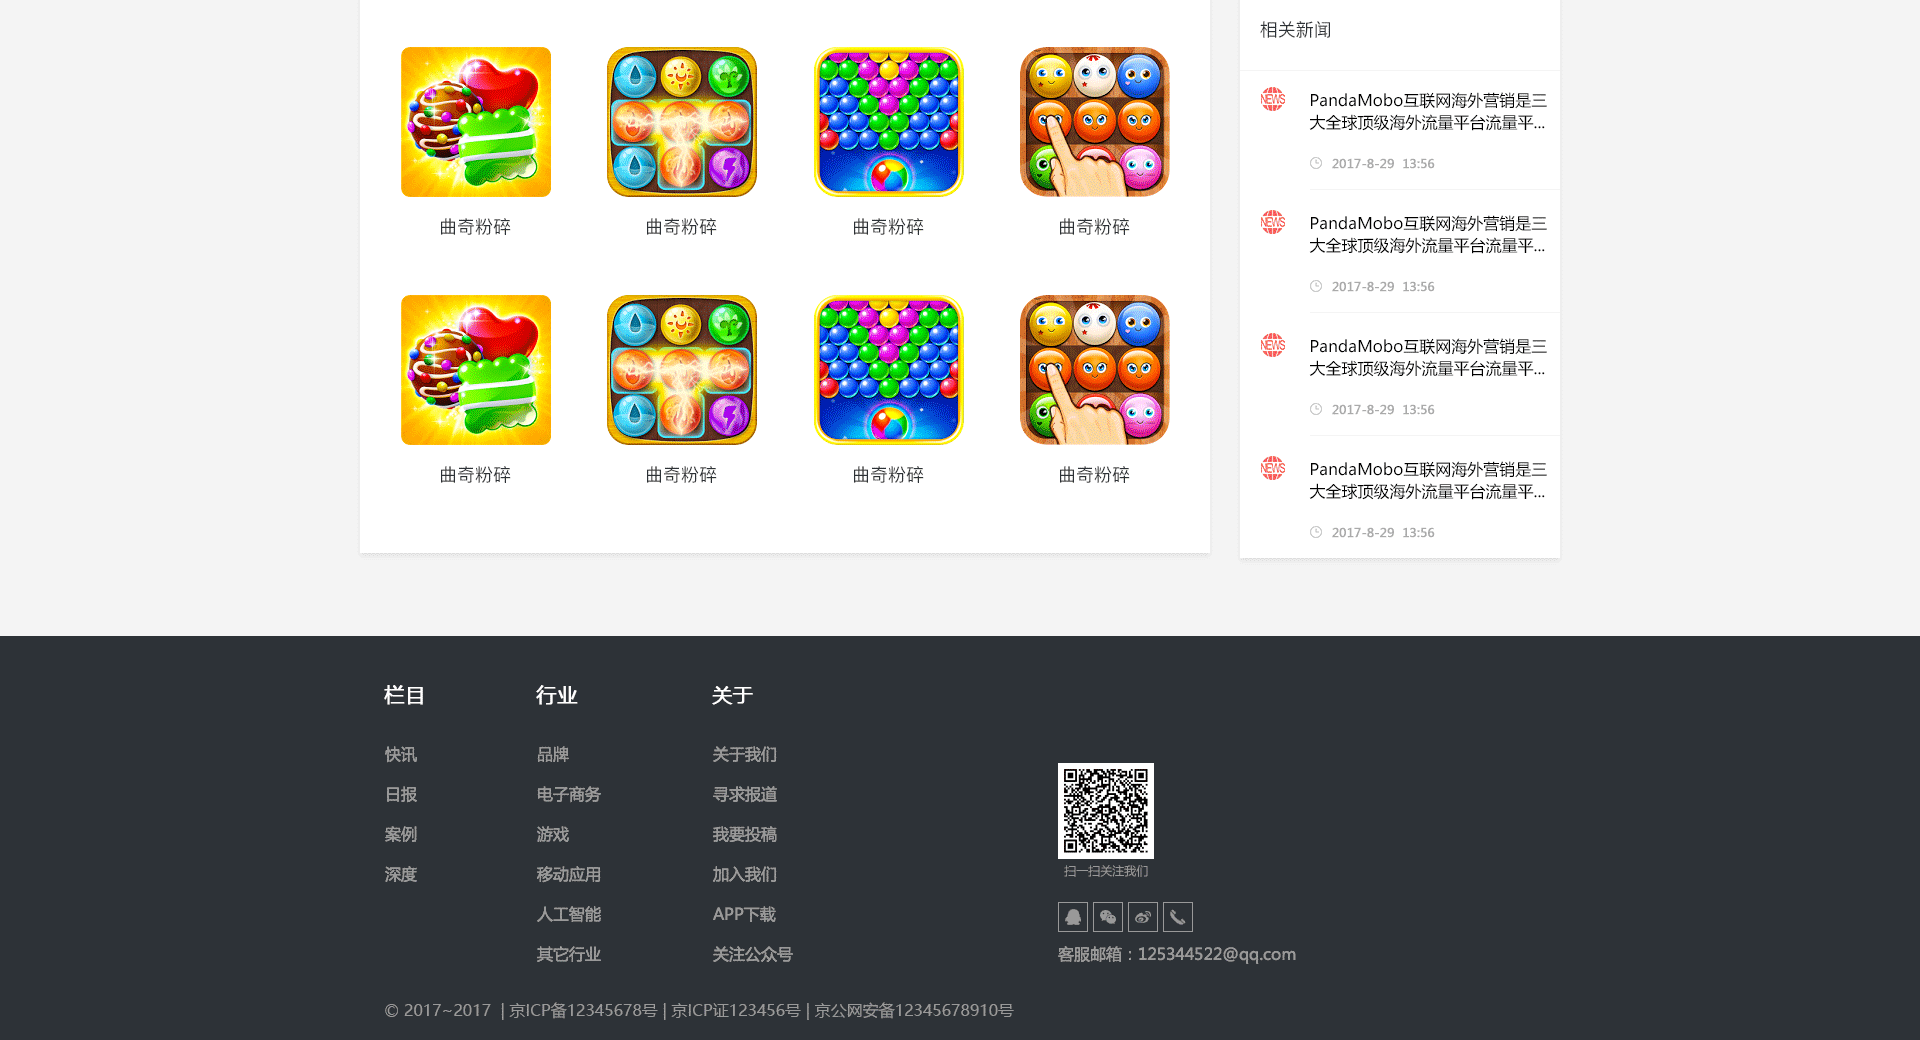 曲奇粉碎
曲奇粉碎
曲奇粉碎
曲奇粉碎
曲奇粉碎
曲奇粉碎
曲奇粉碎
曲奇粉碎
相关新闻
NEWS
PandaMobo互联网海外营销是三
大全球顶级海外流量平台流量平...
2017-8-29 13:56
NEWS
PandaMobo互联网海外营销是三
大全球顶级海外流量平台流量平...
2017-8-29 13:56
NEWS
PandaMobo互联网海外营销是三
大全球顶级海外流量平台流量平...
2017-8-29 13:56
NEWS
PandaMobo互联网海外营销是三
大全球顶级海外流量平台流量平...
2017-8-29 13:56
栏目
快讯
日报
案例
深度
行业
品牌
电子商务
游戏
移动应用
人工智能
其它行业
关于
关于我们
寻求报道
我要投稿
加入我们
APP下载
关注公众号
扫一扫关注我们
客服邮箱：125344522@qq.com
© 2017~2017 | 京ICP备12345678号 | 京ICP证123456号 | 京公网安备12345678910号